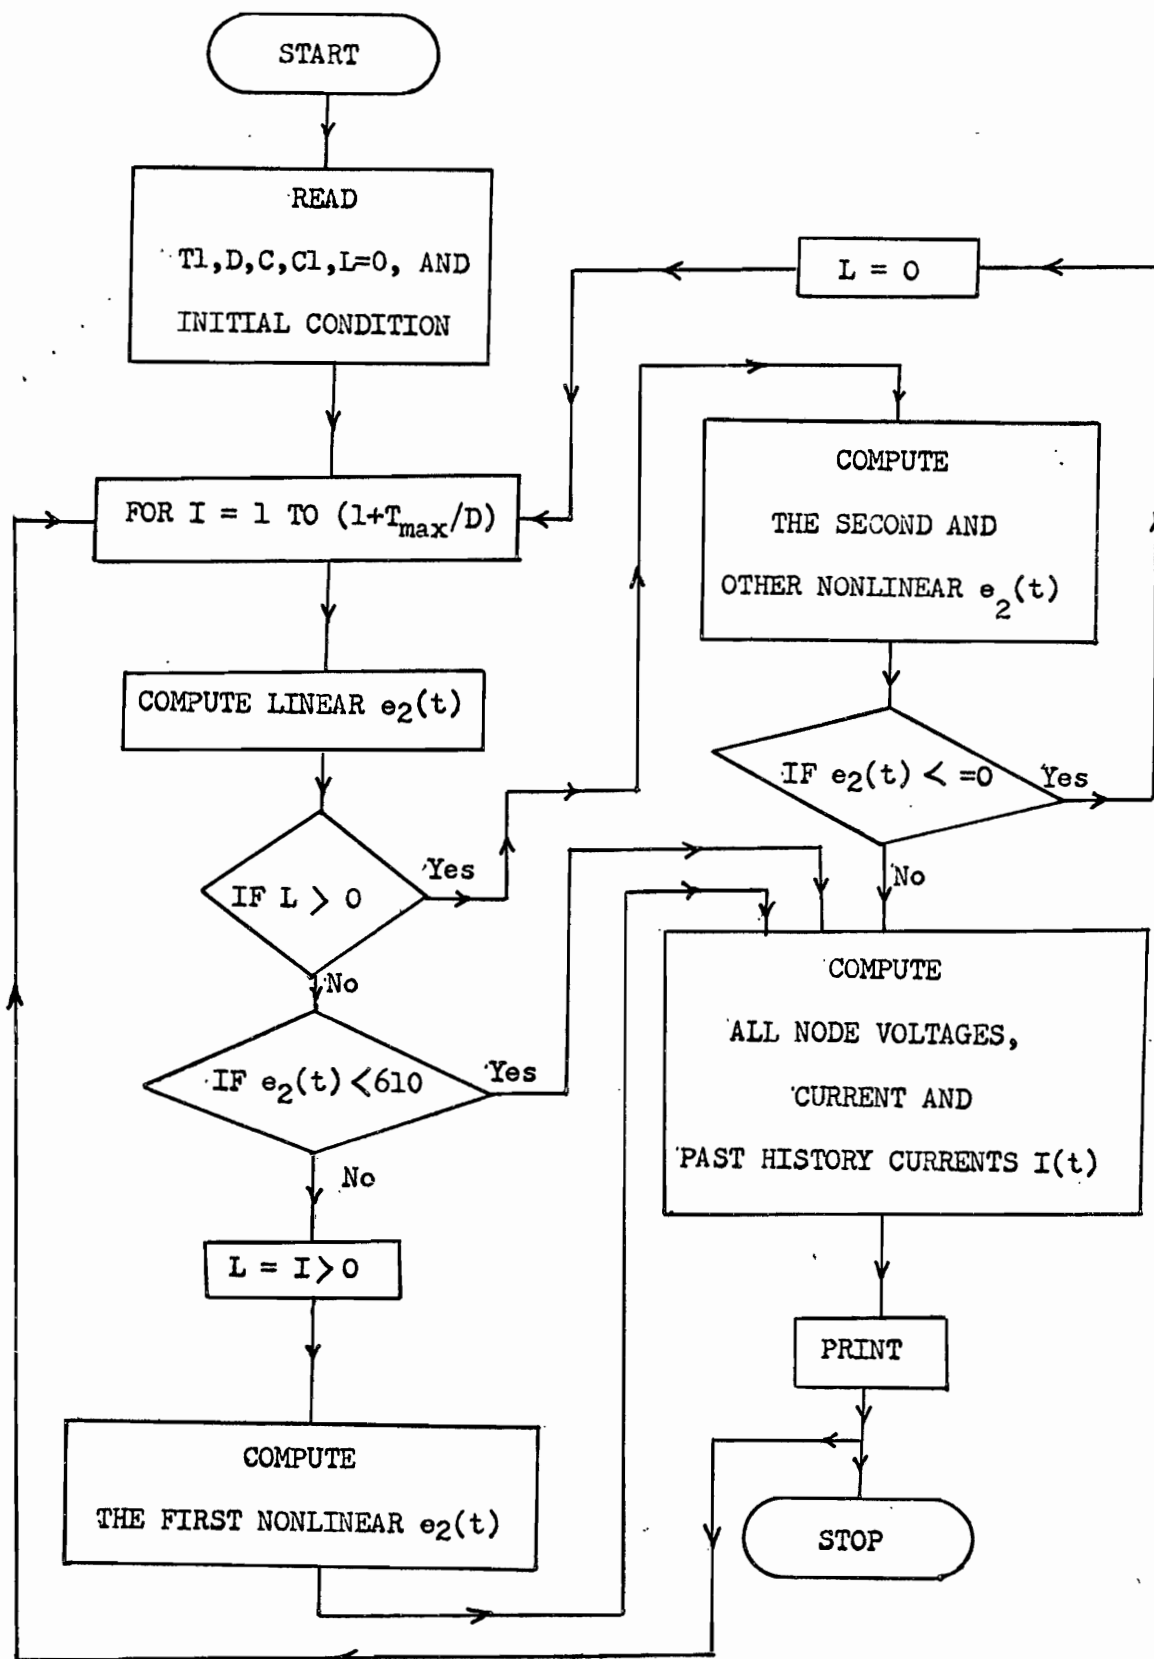 START
READ
T1,D,C,C1,L=0, AND
INITIAL CONDITION
L = 0
FOR I = 1 TO (1+Tmax/D)
COMPUTE
THE SECOND AND
OTHER NONLINEAR e2(t)
COMPUTE LINEAR e2(t)
IF e2(t) < =0
Yes
IF L > 0
Yes
No
No
IF e2(t) <610
Yes
COMPUTE
ALL NODE VOLTAGES,
CURRENT AND
PAST HISTORY CURRENTS I(t)
No
L = I > 0
PRINT
COMPUTE
THE FIRST NONLINEAR e2(t)
STOP